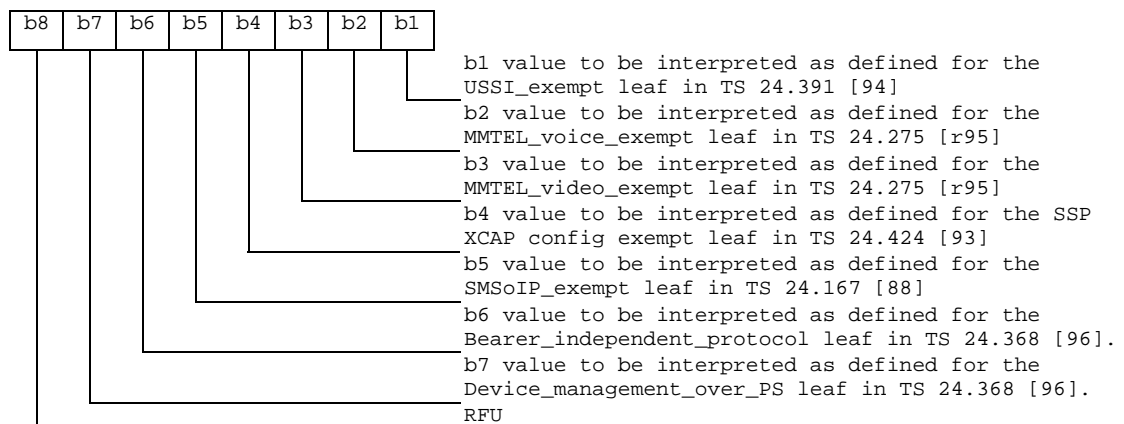 b8 b7 b6 b5 b4 b3 b2 b1
b1 value to be interpreted as defined for the
USSI_exempt leaf in TS 24.391 [94]
b2 value to be interpreted as defined for the
MMTEL_voice_exempt leaf in TS 24.275 [r95]
b3 value to be interpreted as defined for the
MMTEL_video_exempt leaf in TS 24.275 [r95]
b4 value to be interpreted as defined for the SSP
XCAP config exempt leaf in TS 24.424 [93]
b5 value to be interpreted as defined for the
SMSoIP_exempt leaf in TS 24.167 [88]
b6 value to be interpreted as defined for the
Bearer_independent_protocol leaf in TS 24.368 [96].
b7 value to be interpreted as defined for the
Device_management_over_PS leaf in TS 24.368 [96].
RFU